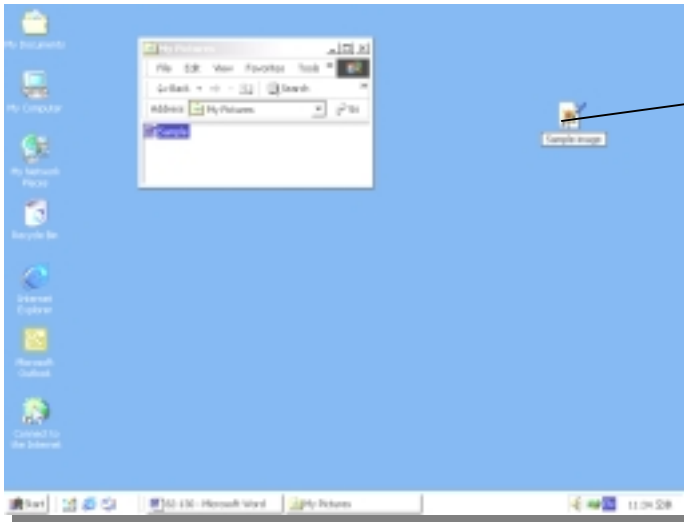 My Documents
My Computer
My Network
Places
Recycle Bin
Internet
Explorer
Microsoft
Outlook
Connect to
the Internet
My Pictures
File Edit View Favorites Tools
Back Search
Address My Pictures Go
Sample
Sample image
Start
Microsoft Word
My Pictures